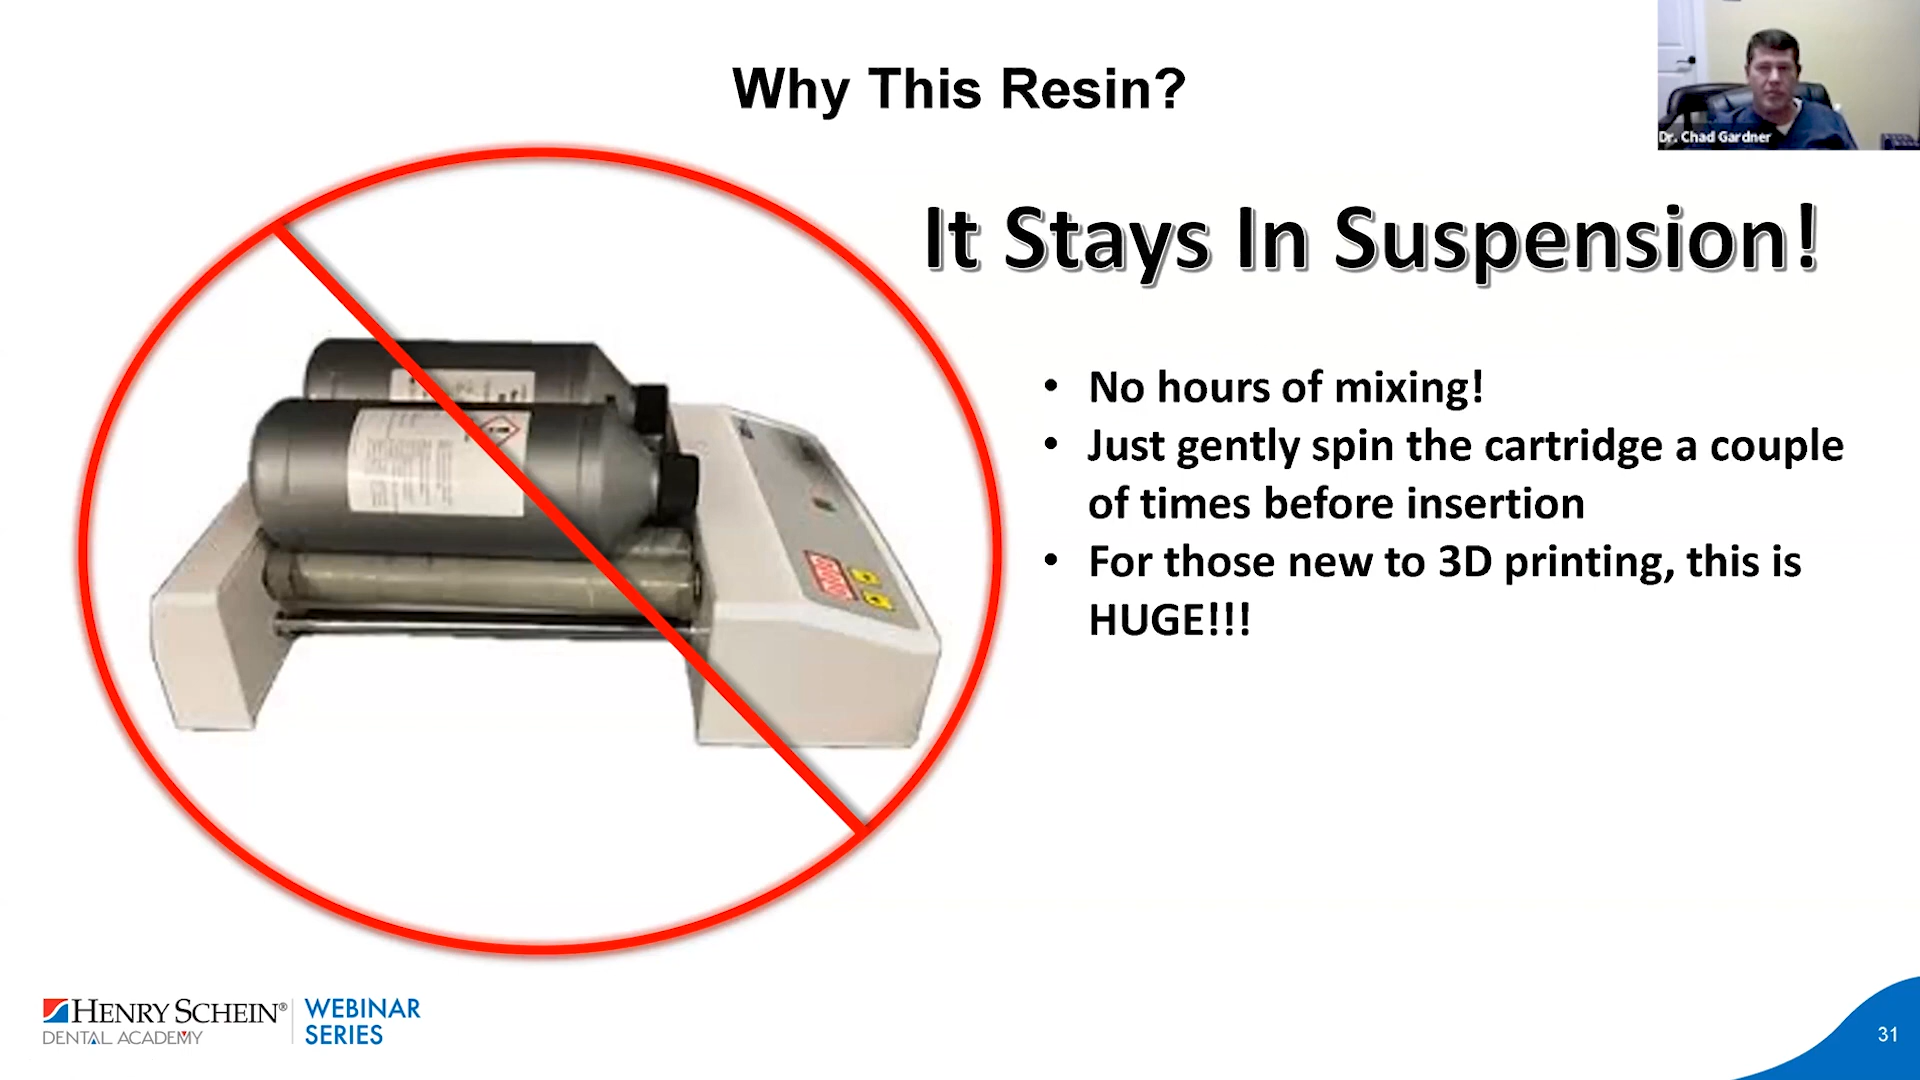 Why This Resin?
Dr. Chad Gardner
It Stays In Suspension!
• No hours of mixing!
• Just gently spin the cartridge a couple
of times before insertion
• For those new to 3D printing, this is
HUGE!!!
HENRY SCHEIN®
DENTAL ACADEMY
WEBINAR
SERIES
31